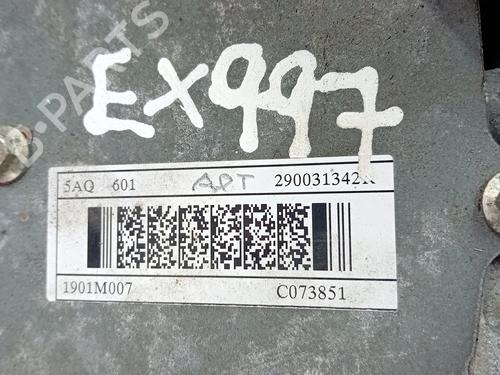 B-PARTS
EX997
5AQ 601 APT 290031342R
1901M007 C073851